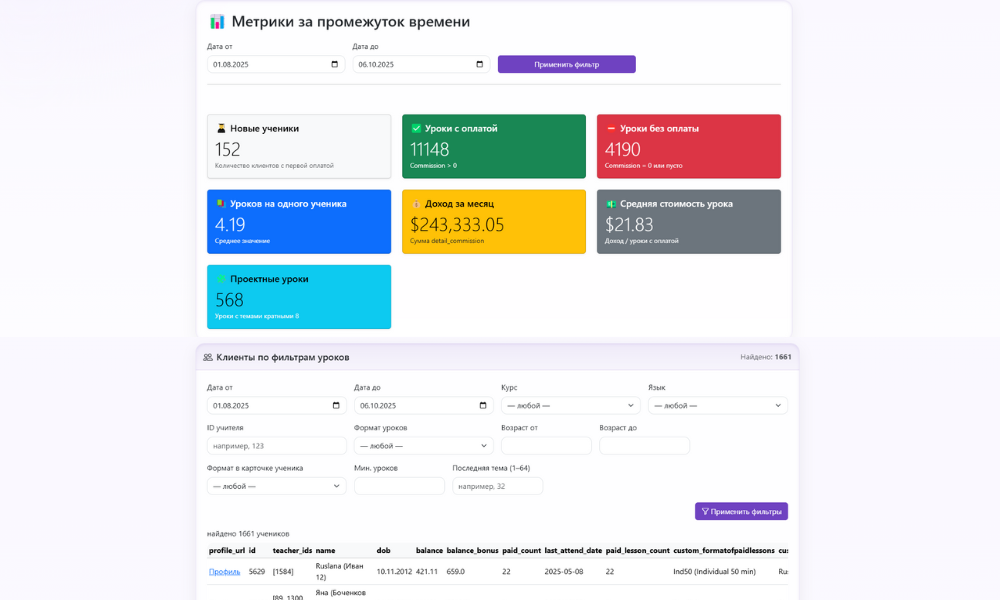 Метрики за промежуток времени
Дата от
Дата до
01.08.2025
06.10.2025
Применить фильтр
Новые ученики
152
Количество клиентов с первой оплатой
Уроки с оплатой
11148
Commission > 0
Уроки без оплаты
4190
Commission = 0 или пусто
Уроков на одного ученика
4.19
Среднее значение
Доход за месяц
$243,333.05
Сумма detail_commission
Средняя стоимость урока
$21.83
Доход / уроки с оплатой
Проектные уроки
568
Уроки с темами кратными 8
Клиенты по фильтрам уроков
Найдено: 1661
Дата от
Дата до
Курс
Язык
01.08.2025
06.10.2025
— любой —
— любой —
ID учителя
Формат уроков
Возраст от
Возраст до
например, 123
— любой —
Формат в карточке ученика
Мин. уроков
Последняя тема (1–64)
— любой —
например, 32
Применить фильтры
найдено 1661 учеников
profile_url id teacher_ids name dob balance balance_bonus paid_count last_attend_date paid_lesson_count custom_formatofpaidlessons cu
Профиль 5629 [1584] Ruslana (Иван 12) 10.11.2012 421.11 659.0 22 2025-05-08 22 Ind50 (Individual 50 min) Ru
[89, 1300
Яна (Боченков